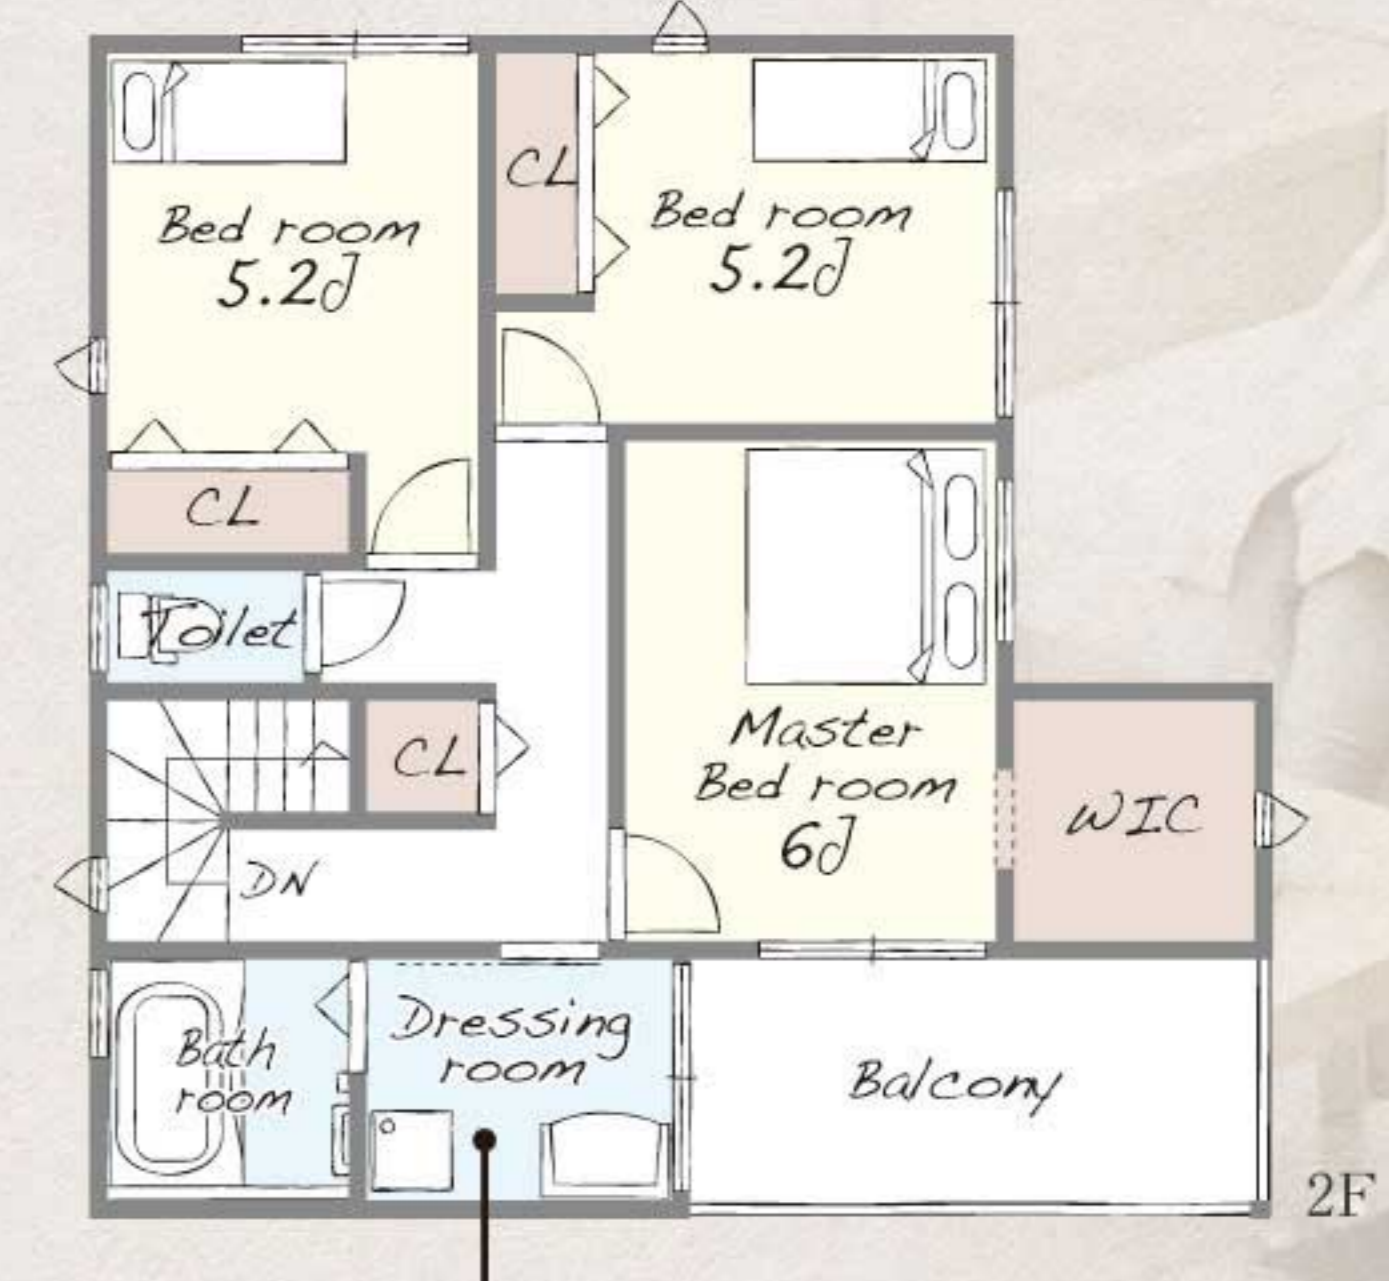 CL
Bed room
5.2J
Bed room
5.2J
CL
Toilet
Master
Bed room
6J
CL
WIC
DN
Dressing
room
Bath
room
Balcony
2F